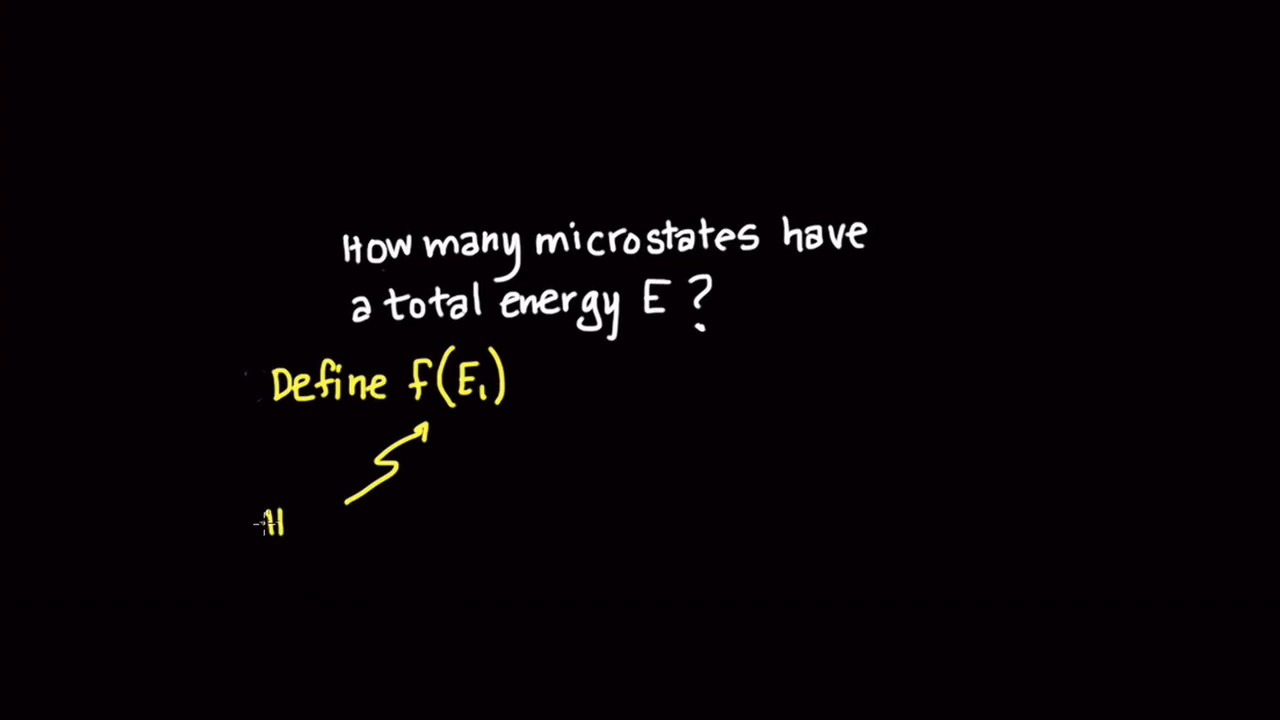 How many microstates have
a total energy E?
Define f(E₁)